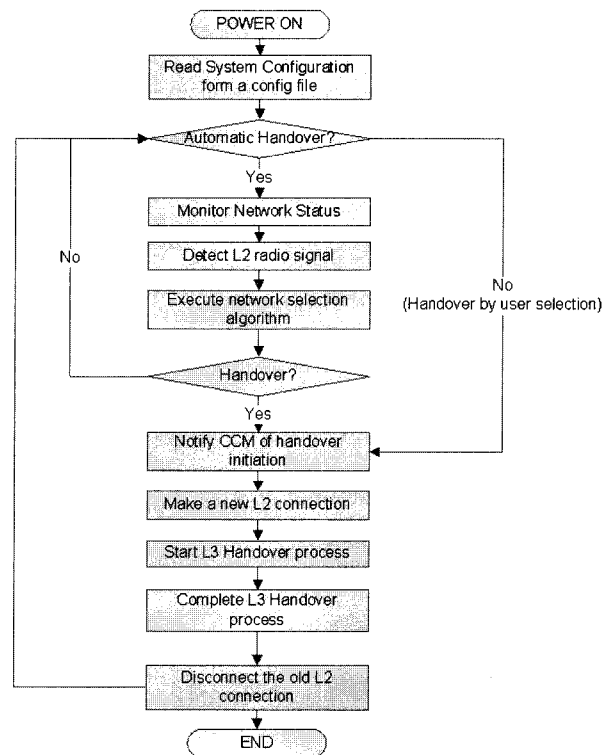 POWER ON
Read System Configuration
form a config file
Automatic Handover?
Yes
Monitor Network Status
No
Detect L2 radio signal
No
(Handover by user selection)
Execute network selection
algorithm
Handover?
Yes
Notify CCM of handover
initiation
Make a new L2 connection
Start L3 Handover process
Complete L3 Handover
process
Disconnect the old L2
connection
END